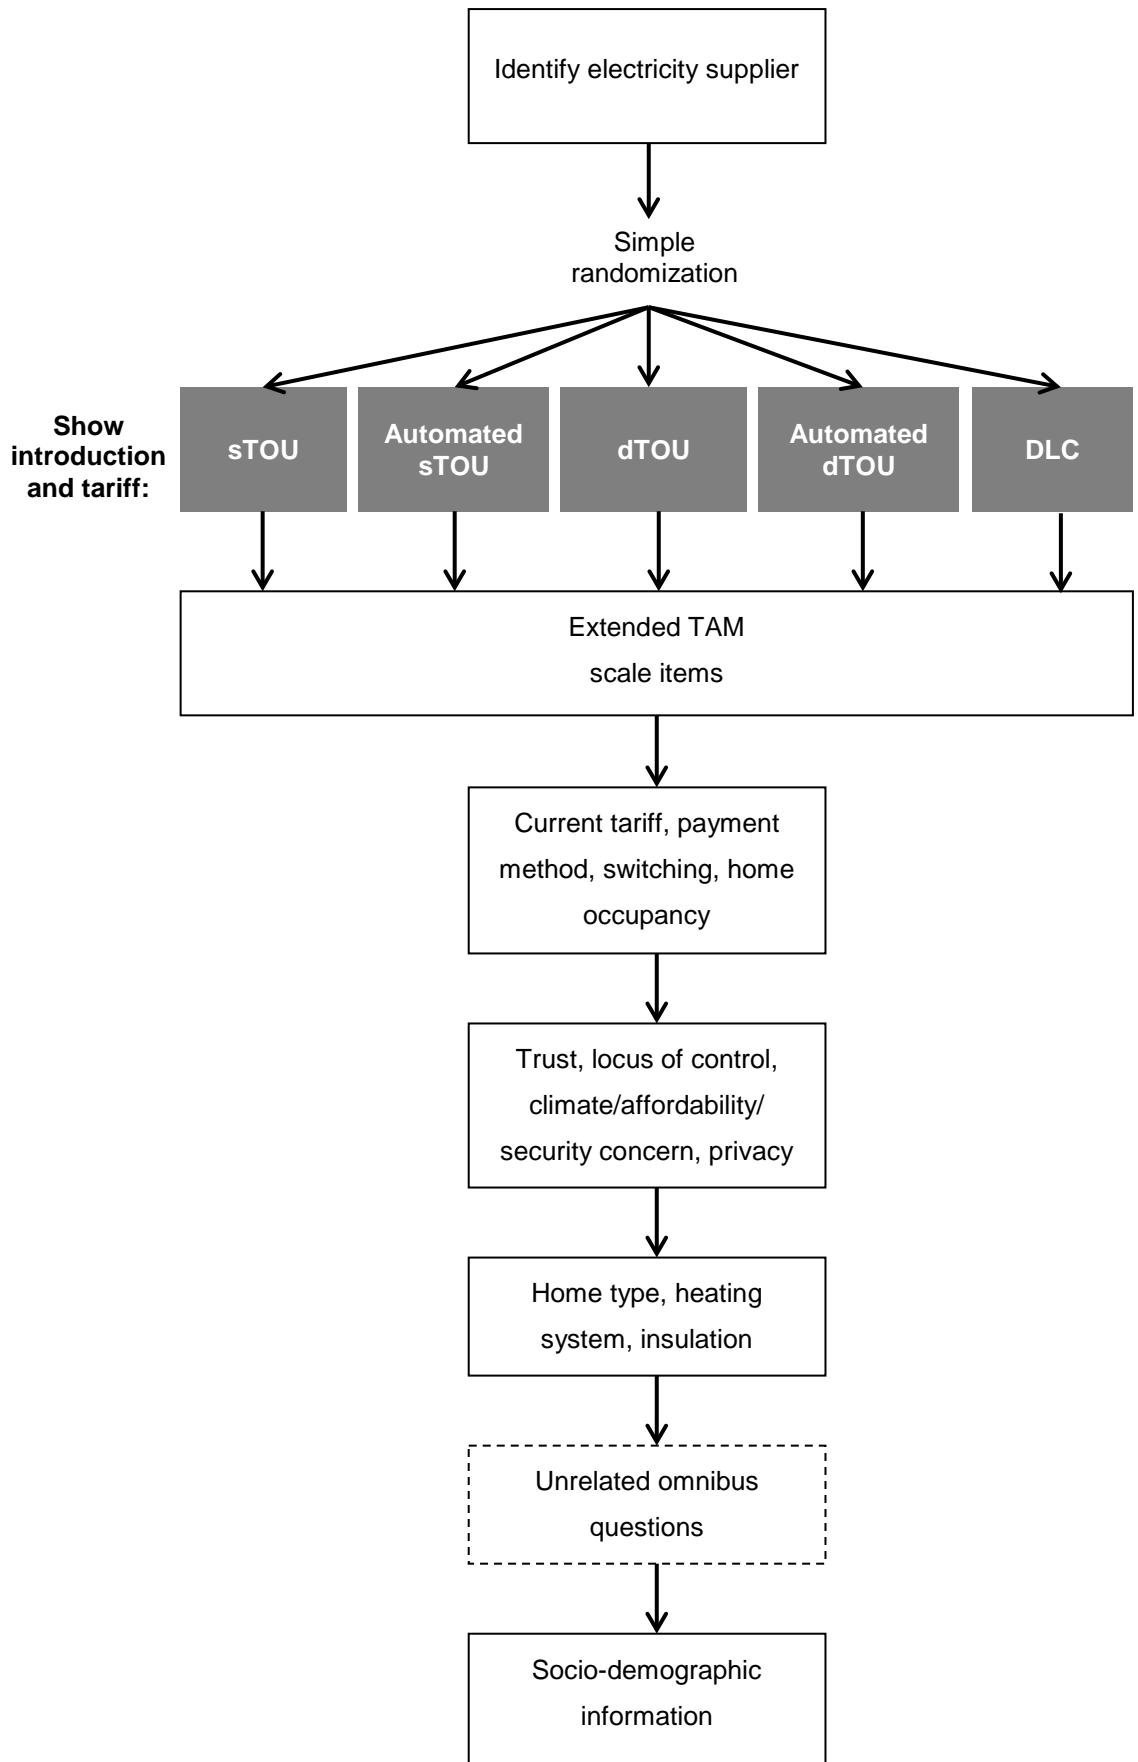 Identify electricity supplier
Simple
randomization
Show
introduction
and tariff:
sTOU
Automated
sTOU
dTOU
Automated
dTOU
DLC
Extended TAM
scale items
Current tariff, payment
method, switching, home
occupancy
Trust, locus of control,
climate/affordability/
security concern, privacy
Home type, heating
system, insulation
Unrelated omnibus
questions
Socio-demographic
information